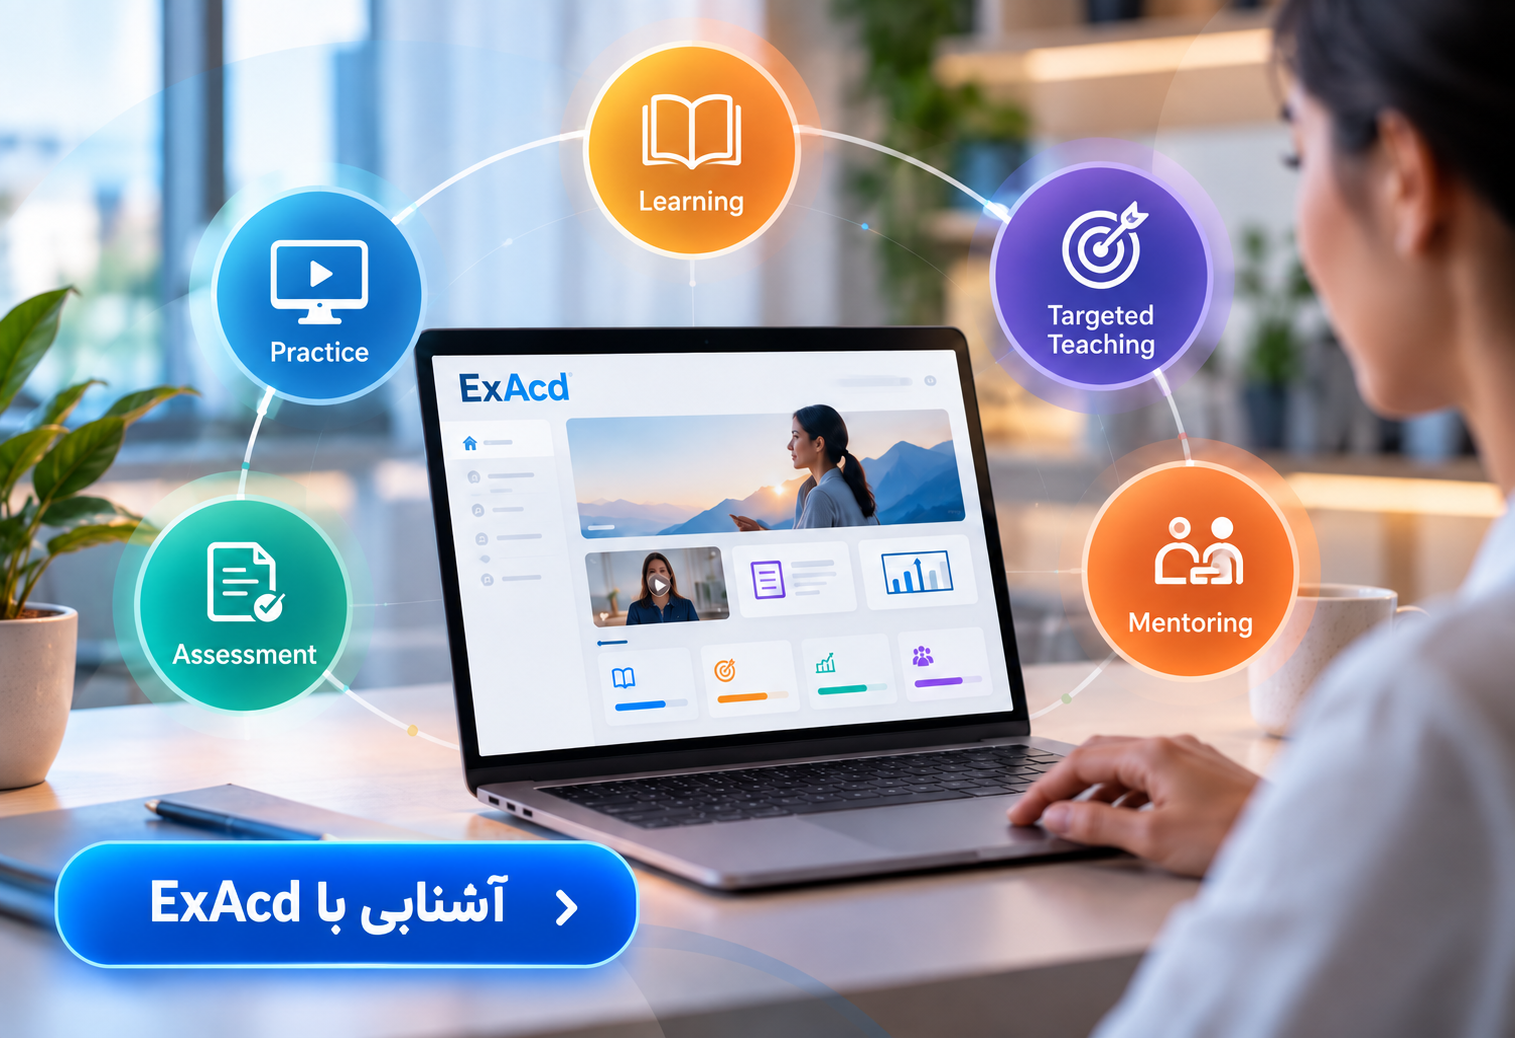 Learning
Practice
Targeted
Teaching
ExAcd
Assessment
Mentoring
آشنایی با ExAcd